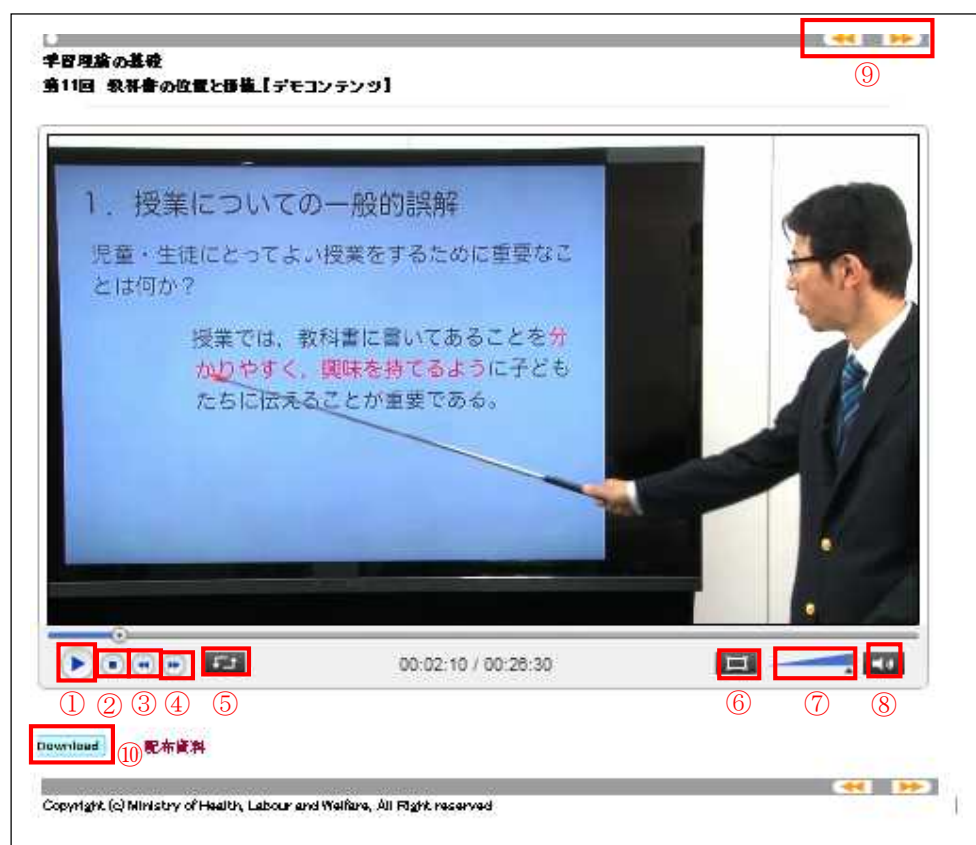 ⑨
学習理論の基礎
第11回 教科書の位置と価値【デモコンテンツ】
1．授業についての一般的誤解
児童・生徒にとってよい授業をするために重要なこ
とは何か？
授業では，教科書に書いてあることを分
かりやすく，興味を持てるように子ども
たちに伝えることが重要である。
00:02:10 / 00:26:30
① ② ③ ④ ⑤ ⑥ ⑦ ⑧
Download ⑩ 配布資料
Copyright (c) Ministry of Health, Labour and Welfare, All Right reserved